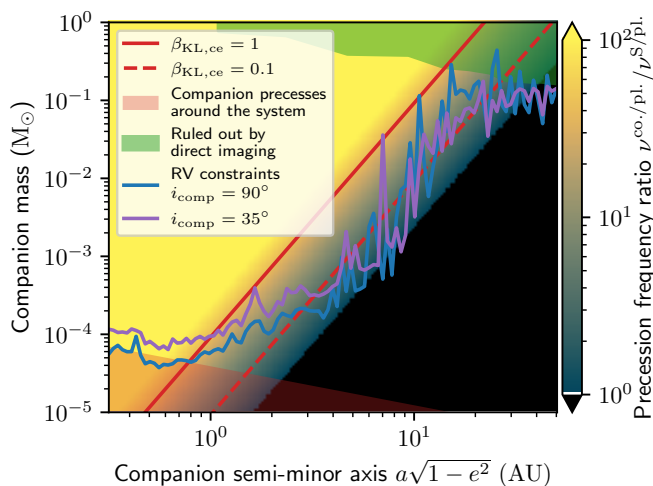 β_KL,ce = 1
β_KL,ce = 0.1
Companion precesses
around the system
Ruled out by
direct imaging
RV constraints
i_comp = 90°
i_comp = 35°
10^0
10^−1
10^−2
10^−3
10^−4
10^−5
Companion mass (M_⊙)
10^0
10^1
Companion semi-minor axis a√1 − e^2 (AU)
10^2
10^1
10^0
Precession frequency ratio ν^co./pl./ν^S/pl.